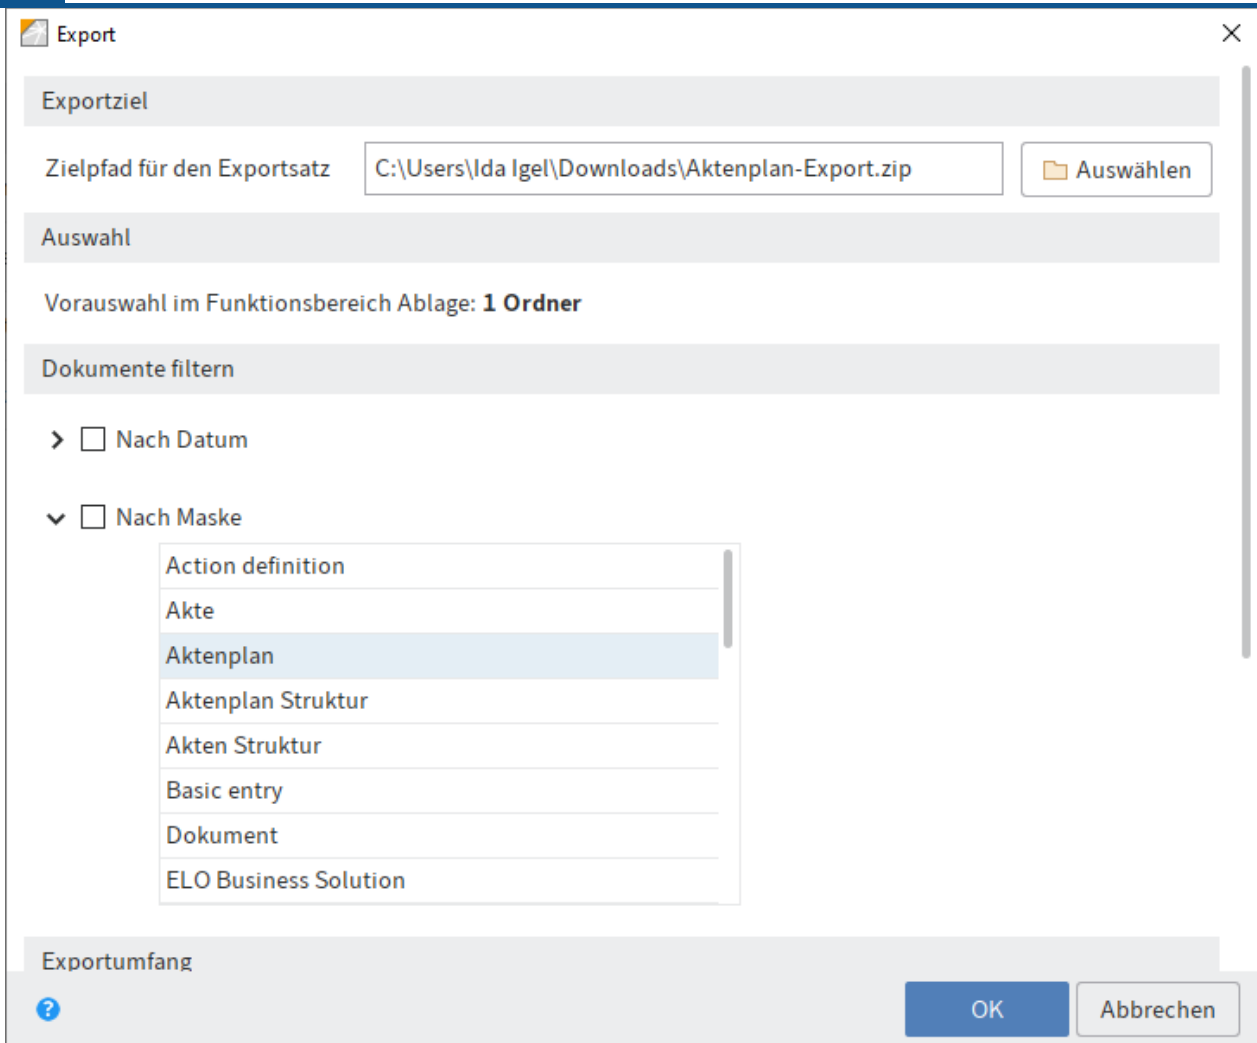 Export
Exportziel
Zielpfad für den Exportsatz C:\Users\Ida Igel\Downloads\Aktenplan-Export.zip Auswählen
Auswahl
Vorauswahl im Funktionsbereich Ablage: 1 Ordner
Dokumente filtern
Nach Datum
Nach Maske
Action definition
Akte
Aktenplan
Aktenplan Struktur
Akten Struktur
Basic entry
Dokument
ELO Business Solution
Exportumfang
? OK Abbrechen